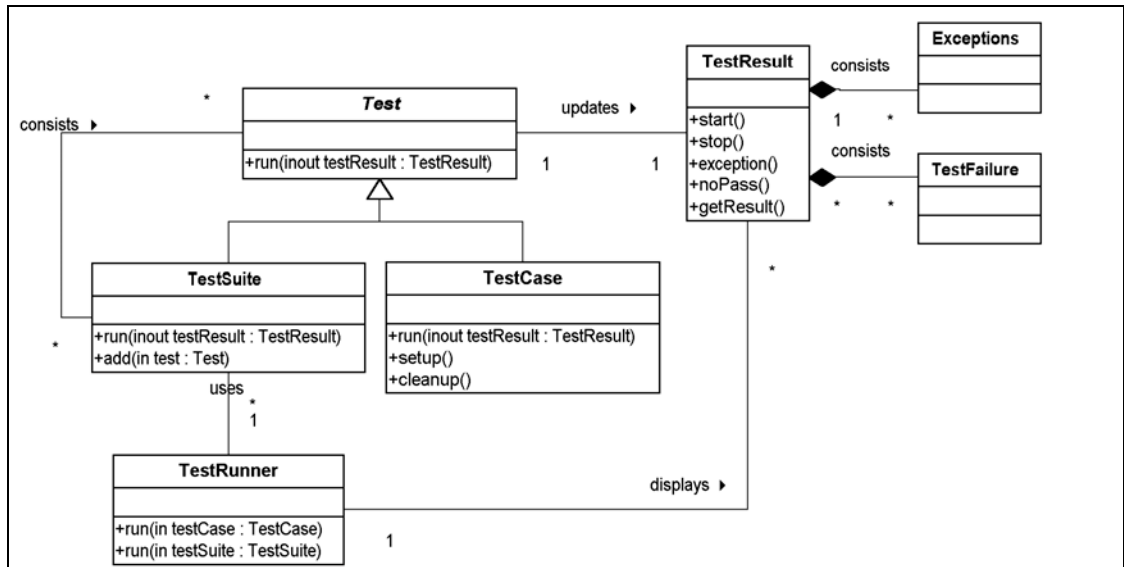 Exceptions
TestResult
consists
Test
*
updates
consists
+start()
+stop()
+exception()
+noPass()
+getResult()
1 *
+run(inout testResult : TestResult)
1
1
consists
TestFailure
* *
TestSuite
TestCase
*
+run(inout testResult : TestResult)
+add(in test : Test)
+run(inout testResult : TestResult)
+setup()
+cleanup()
*
uses
*
1
TestRunner
displays
+run(in testCase : TestCase)
+run(in testSuite : TestSuite)
1